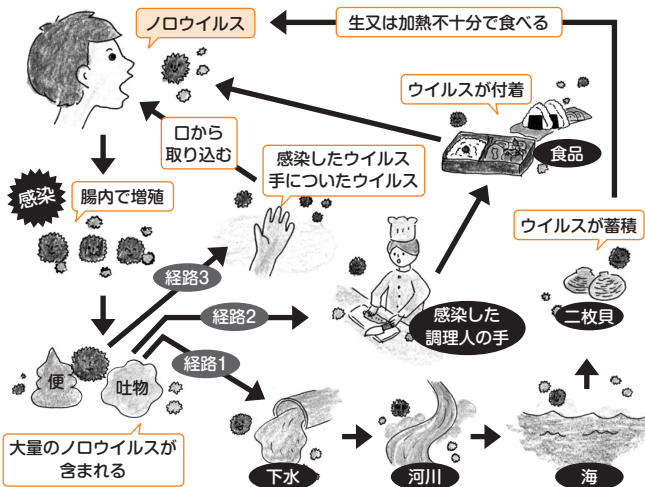 ノロウイルス
生又は加熱不十分で食べる
ウイルスが付着
口から
取り込む
感染したウイルス
手についたウイルス
食品
感染
腸内で増殖
ウイルスが蓄積
経路3
経路2
感染した
調理人の手
二枚貝
経路1
便
吐物
大量のノロウイルスが
含まれる
下水
河川
海